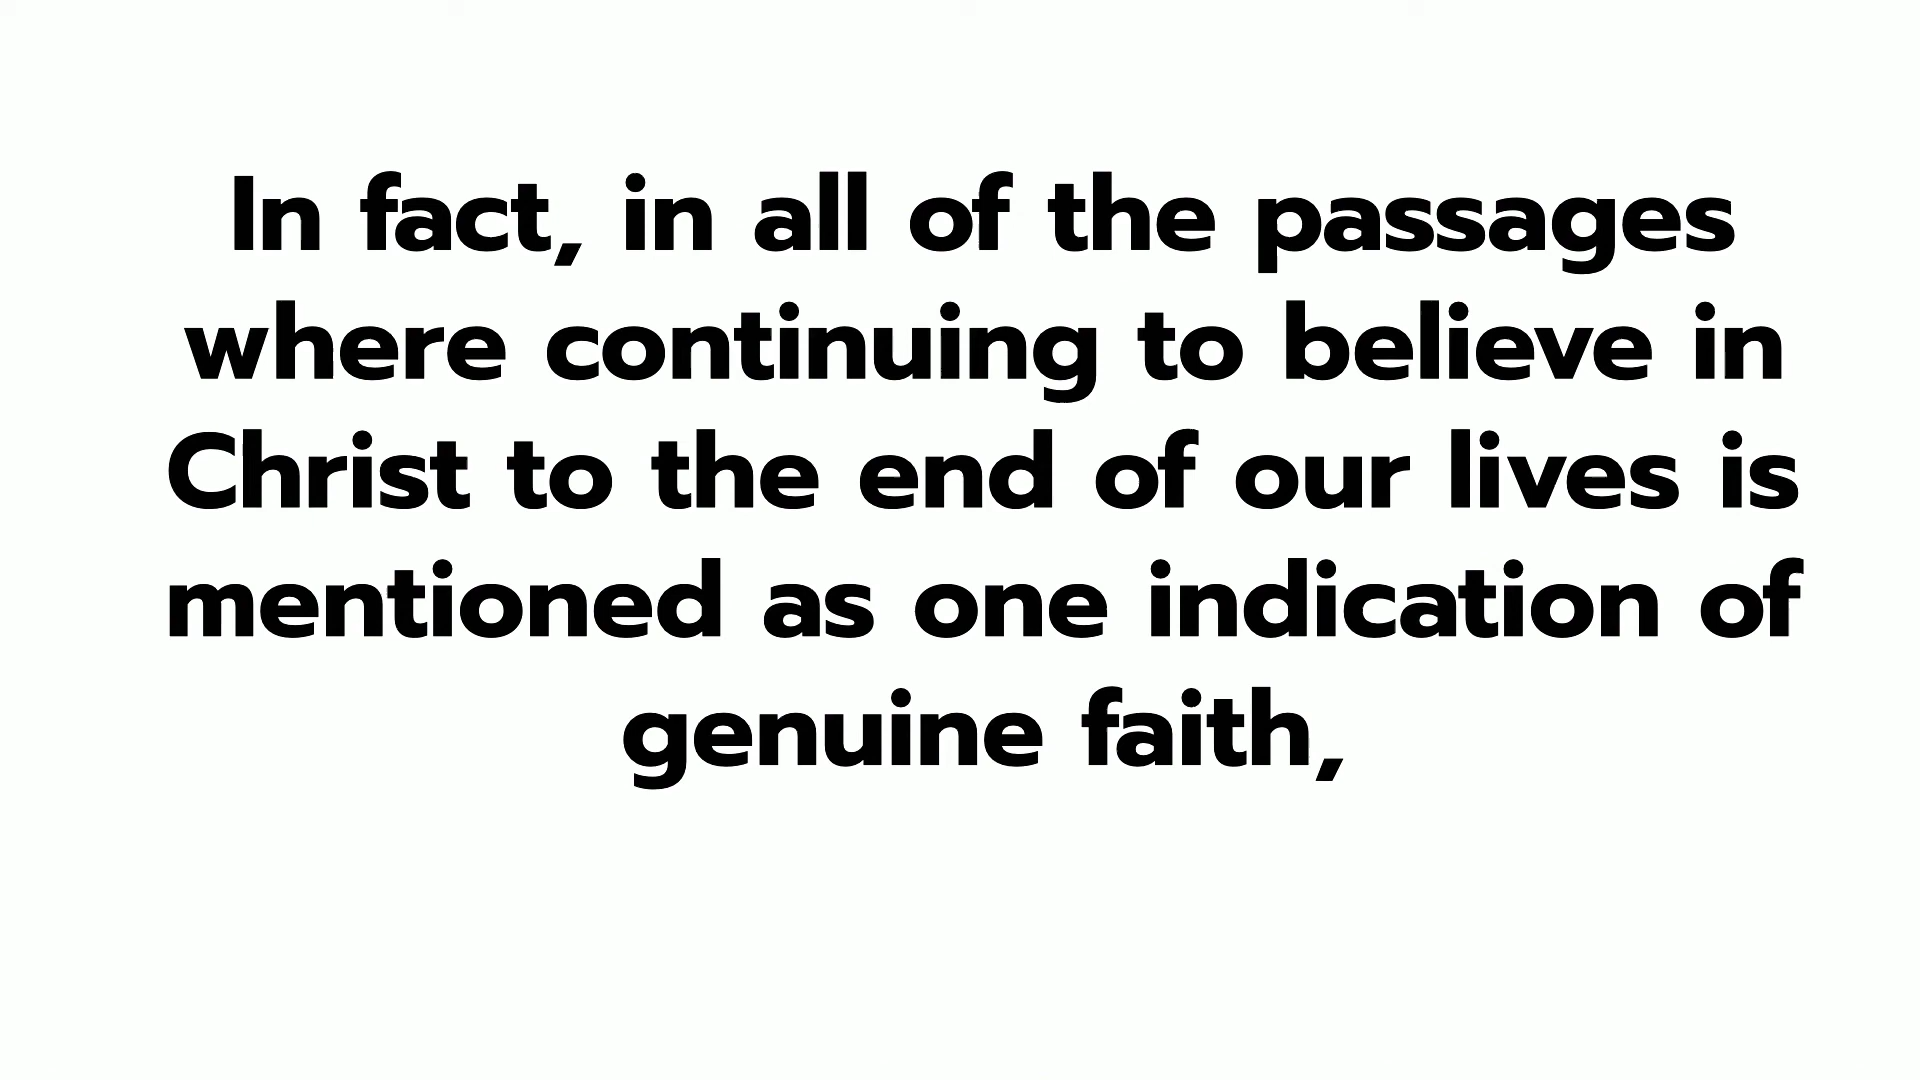 In fact, in all of the passages
where continuing to believe in
Christ to the end of our lives is
mentioned as one indication of
genuine faith,